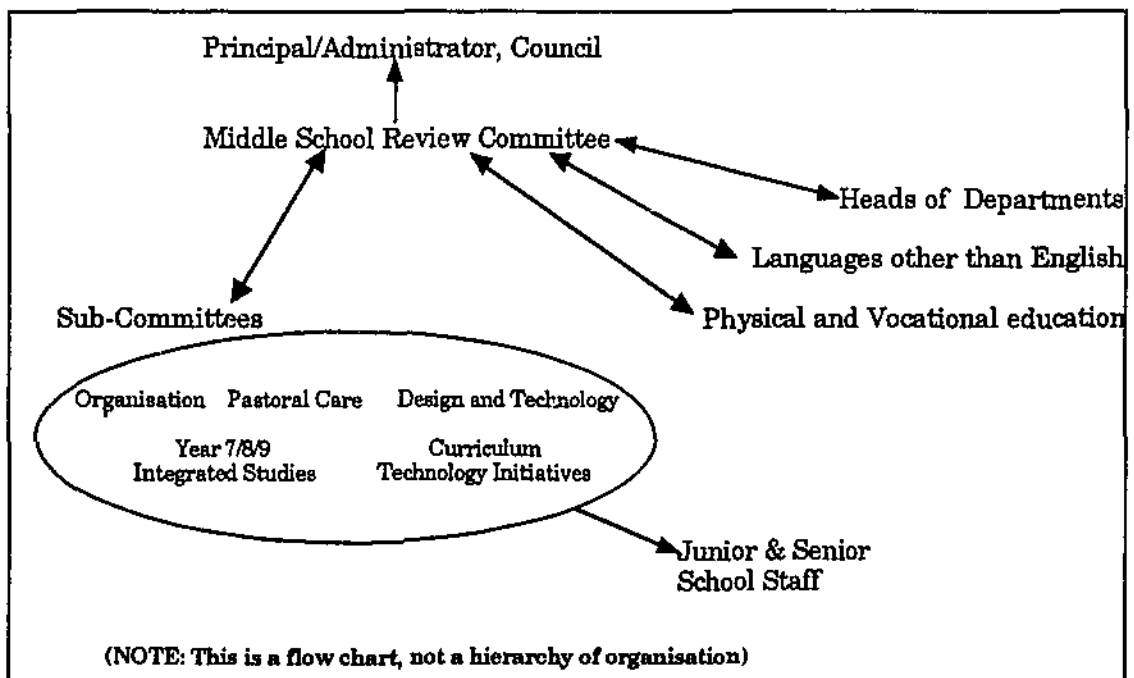 Principal/Administrator, Council
Middle School Review Committee
Heads of Departments
Languages other than English
Sub-Committees
Physical and Vocational education
Organisation Pastoral Care Design and Technology
Year 7/8/9
Integrated Studies
Curriculum
Technology Initiatives
Junior & Senior
School Staff
(NOTE: This is a flow chart, not a hierarchy of organisation)